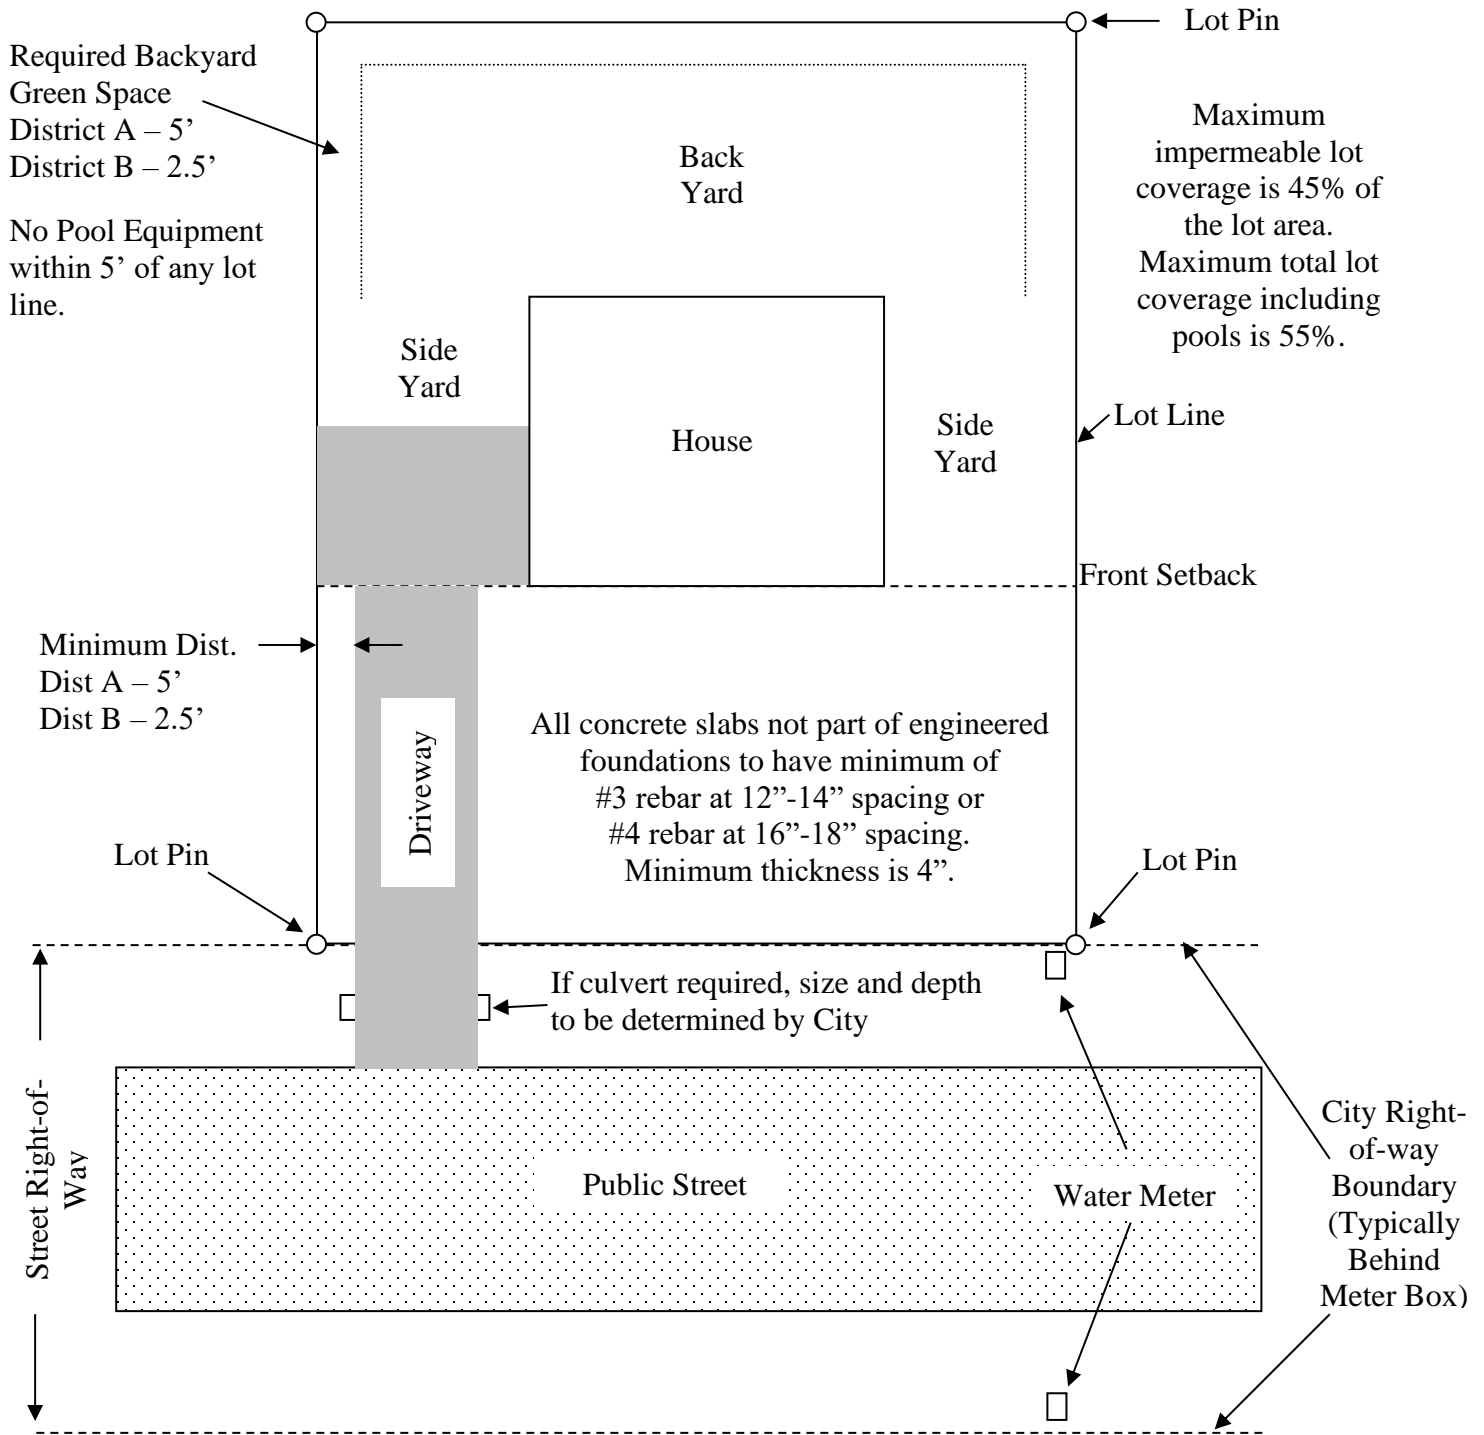 Lot Pin
Required Backyard
Green Space
District A – 5’
District B – 2.5’
No Pool Equipment
within 5’ of any lot
line.
Back
Yard
Maximum
impermeable lot
coverage is 45% of
the lot area.
Maximum total lot
coverage including
pools is 55%.
Side
Yard
House
Side
Yard
Lot Line
Front Setback
Minimum Dist.
Dist A – 5’
Dist B – 2.5’
Driveway
All concrete slabs not part of engineered
foundations to have minimum of
#3 rebar at 12”-14” spacing or
#4 rebar at 16”-18” spacing.
Minimum thickness is 4”.
Lot Pin
Lot Pin
If culvert required, size and depth
to be determined by City
Street Right-of-
Way
Public Street
Water Meter
City Right-
of-way
Boundary
(Typically
Behind
Meter Box)